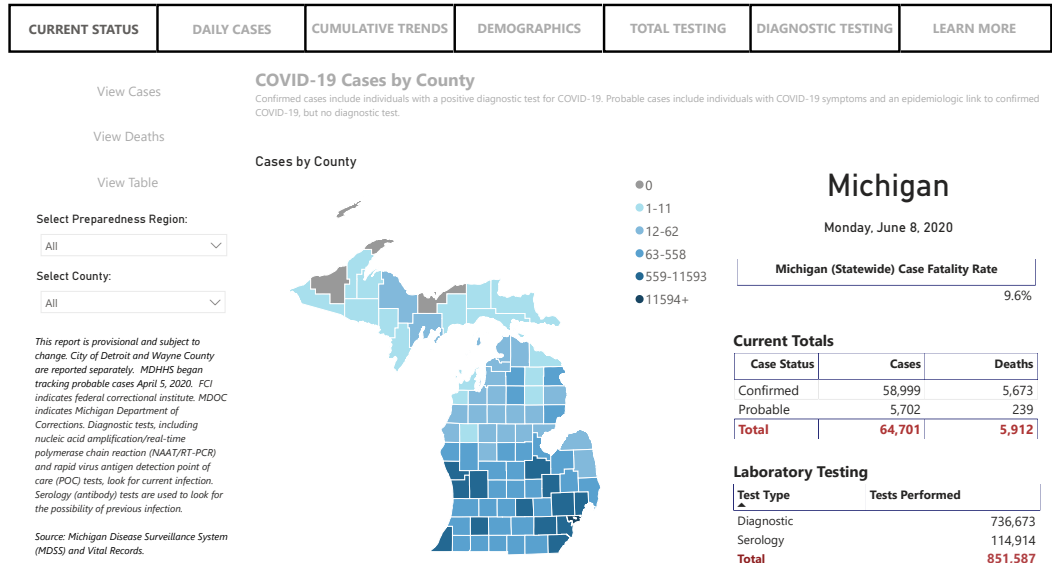 CURRENT STATUS
DAILY CASES
CUMULATIVE TRENDS
DEMOGRAPHICS
TOTAL TESTING
DIAGNOSTIC TESTING
LEARN MORE
View Cases
View Deaths
View Table
Select Preparedness Region:
All
Select County:
All
This report is provisional and subject to
change. City of Detroit and Wayne County
are reported separately. MDHHS began
tracking probable cases April 5, 2020. FCI
indicates federal correctional institute. MDOC
indicates Michigan Department of
Corrections. Diagnostic tests, including
nucleic acid amplification/real-time
polymerase chain reaction (NAAT/RT-PCR)
and rapid virus antigen detection point of
care (POC) tests, look for current infection.
Serology (antibody) tests are used to look for
the possibility of previous infection.
Source: Michigan Disease Surveillance System
(MDSS) and Vital Records.
COVID-19 Cases by County
Confirmed cases include individuals with a positive diagnostic test for COVID-19. Probable cases include individuals with COVID-19 symptoms and an epidemiologic link to confirmed
COVID-19, but no diagnostic test.
Cases by County
0
1-11
12-62
63-558
559-11593
11594+
Michigan
Monday, June 8, 2020
Michigan (Statewide) Case Fatality Rate
9.6%
Current Totals
Case Status Cases Deaths
Confirmed 58,999 5,673
Probable 5,702 239
Total 64,701 5,912
Laboratory Testing
Test Type Tests Performed
Diagnostic 736,673
Serology 114,914
Total 851,587